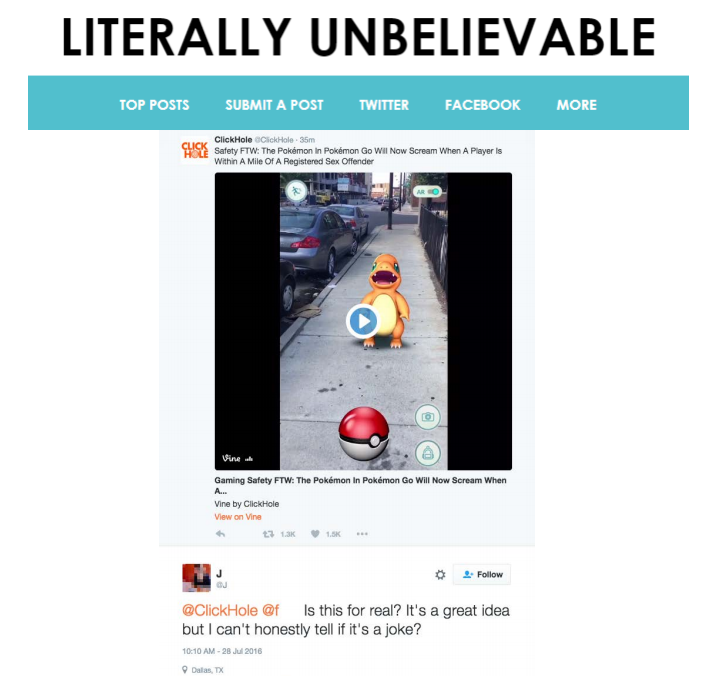 LITERALLY UNBELIEVABLE
TOP POSTS SUBMIT A POST TWITTER FACEBOOK MORE
CLICK
HOLE
ClickHole @ClickHole · 35m
Safety FTW: The Pokémon In Pokémon Go Will Now Scream When A Player Is
Within A Mile Of A Registered Sex Offender
AR
Vine
Gaming Safety FTW: The Pokémon In Pokémon Go Will Now Scream When
A...
Vine by ClickHole
View on Vine
1.3K 1.5K
J
@J
Follow
@ClickHole @f Is this for real? It's a great idea
but I can't honestly tell if it's a joke?
10:10 AM - 28 Jul 2016
Dallas, TX